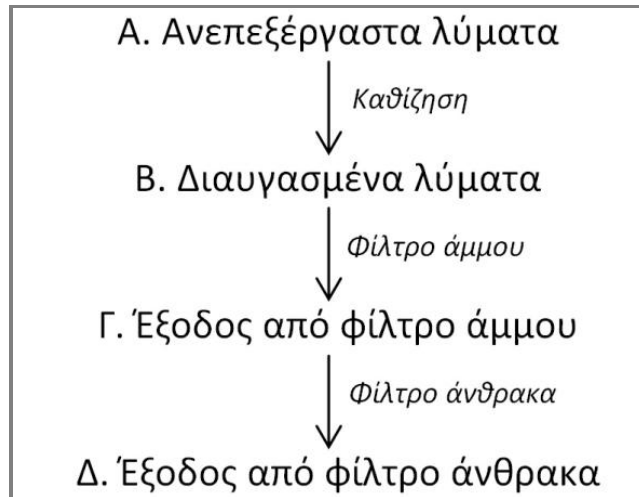 Α. Ανεπεξέργαστα λύματα
Καθίζηση
Β. Διαυγασμένα λύματα
Φίλτρο άμμου
Γ. Έξοδος από φίλτρο άμμου
Φίλτρο άνθρακα
Δ. Έξοδος από φίλτρο άνθρακα